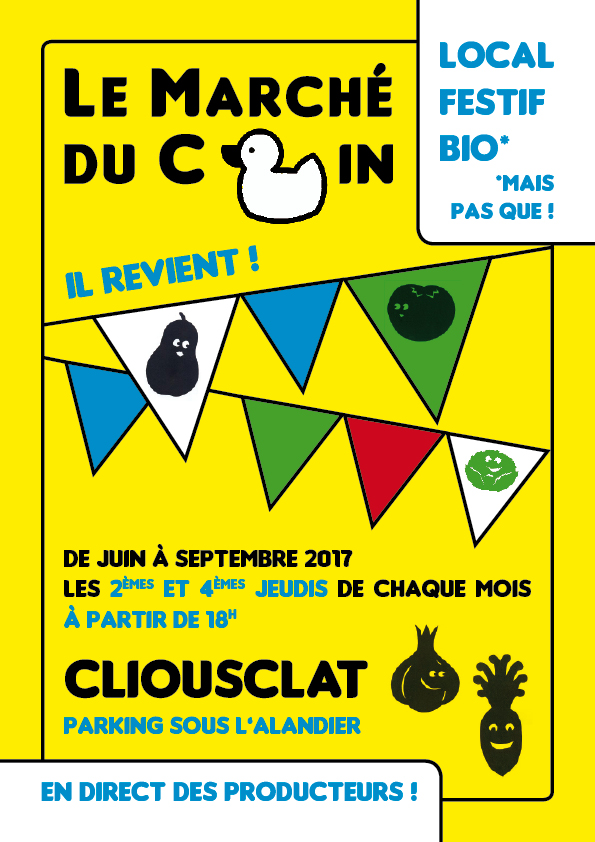 LE MARCHÉ
DU C IN
LOCAL
FESTIF
BIO*
*MAIS
PAS QUE !
IL REVIENT !
DE JUIN À SEPTEMBRE 2017
LES 2ÈMES ET 4ÈMES JEUDIS DE CHAQUE MOIS
À PARTIR DE 18H
CLIOUSCLAT
PARKING SOUS L'ALANDIER
EN DIRECT DES PRODUCTEURS !